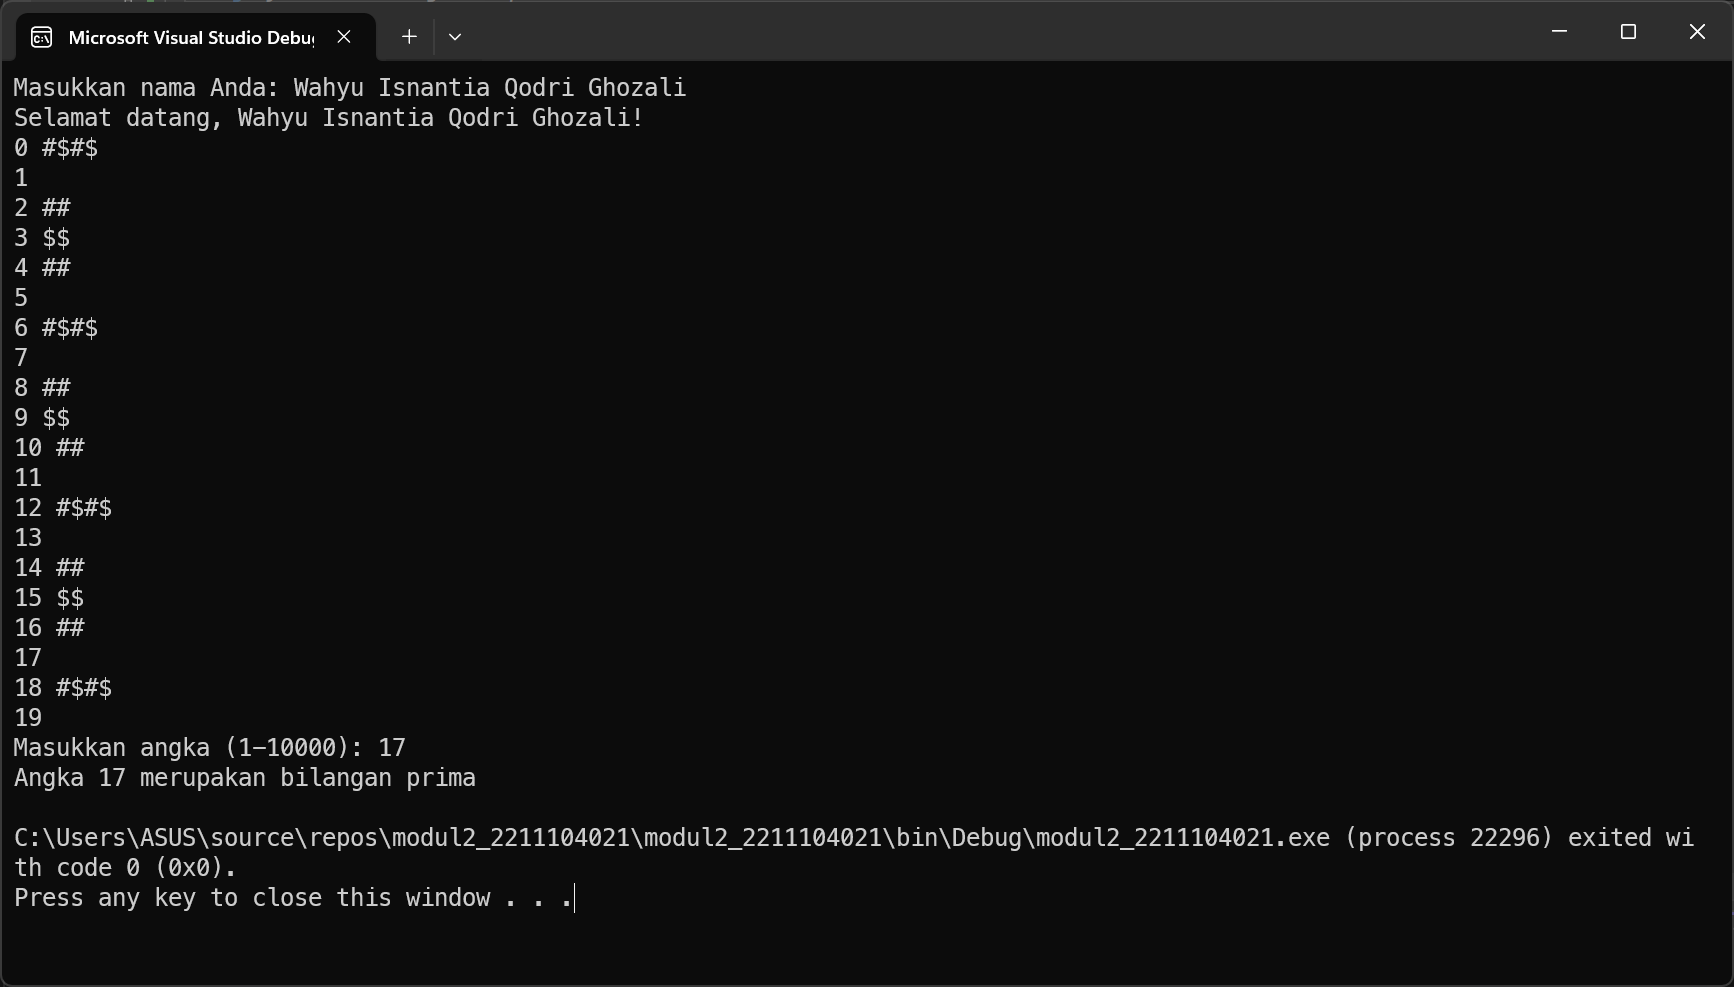 Microsoft Visual Studio Debu
Masukkan nama Anda: Wahyu Isnantia Qodri Ghozali
Selamat datang, Wahyu Isnantia Qodri Ghozali!
0 #$#$
1
2 ##
3 $$
4 ##
5
6 #$#$
7
8 ##
9 $$
10 ##
11
12 #$#$
13
14 ##
15 $$
16 ##
17
18 #$#$
19
Masukkan angka (1-10000): 17
Angka 17 merupakan bilangan prima
C:\Users\ASUS\source\repos\modul2_2211104021\modul2_2211104021\bin\Debug\modul2_2211104021.exe (process 22296) exited wi
th code 0 (0x0).
Press any key to close this window . . .